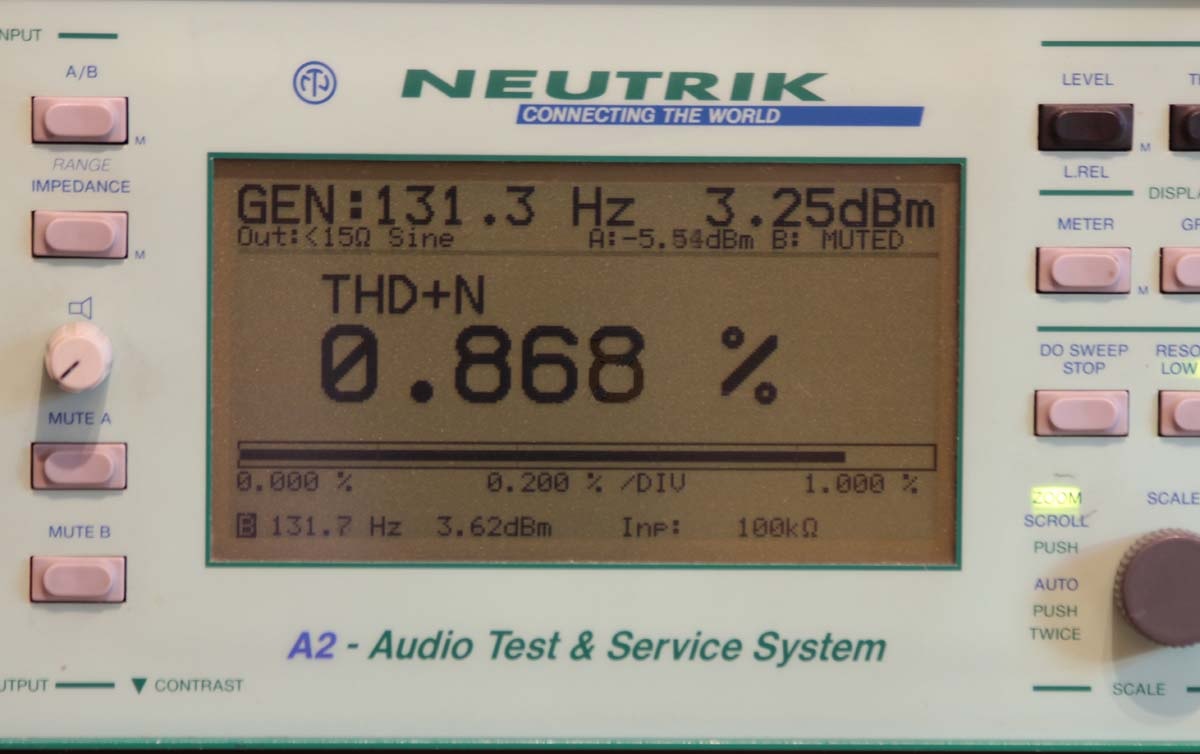 A/B
M
RANGE
IMPEDANCE
M
MUTE A
MUTE B
CONTRAST
NEUTRIK
CONNECTING THE WORLD
GEN:131.3 Hz 3.25dBm
Out:<15Ω Sine A:-5.54dBm B: MUTED
THD+N
0.868 %
0.000 % 0.200 % /DIV 1.000 %
B 131.7 Hz 3.62dBm Inp: 100kΩ
A2 - Audio Test & Service System
LEVEL
M
L.REL
METER
M
DO SWEEP
STOP
LOW
ZOOM
SCROLL
PUSH
AUTO
PUSH
TWICE
SCALE
SCALE